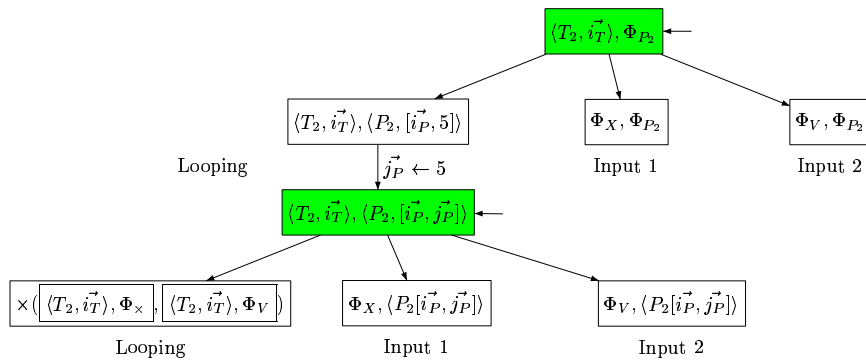 ⟨T₂, i⃗_T⟩, Φ_{P₂}
⟨T₂, i⃗_T⟩, ⟨P₂, [i⃗_P, 5]⟩
Φ_X, Φ_{P₂}
Φ_V, Φ_{P₂}
Looping
j⃗_P ← 5
Input 1
Input 2
⟨T₂, i⃗_T⟩, ⟨P₂, [i⃗_P, j⃗_P]⟩
×( ⟨T₂, i⃗_T⟩, Φ_× , ⟨T₂, i⃗_T⟩, Φ_V )
Φ_X, ⟨P₂[i⃗_P, j⃗_P]⟩
Φ_V, ⟨P₂[i⃗_P, j⃗_P]⟩
Looping
Input 1
Input 2